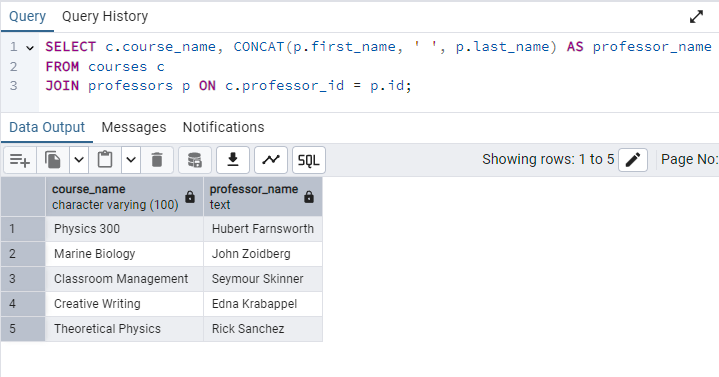 Query Query History
1 SELECT c.course_name, CONCAT(p.first_name, ' ', p.last_name) AS professor_name
2 FROM courses c
3 JOIN professors p ON c.professor_id = p.id;
Data Output Messages Notifications
SQL Showing rows: 1 to 5 Page No:
course_name professor_name
character varying (100) text
1 Physics 300 Hubert Farnsworth
2 Marine Biology John Zoidberg
3 Classroom Management Seymour Skinner
4 Creative Writing Edna Krabappel
5 Theoretical Physics Rick Sanchez